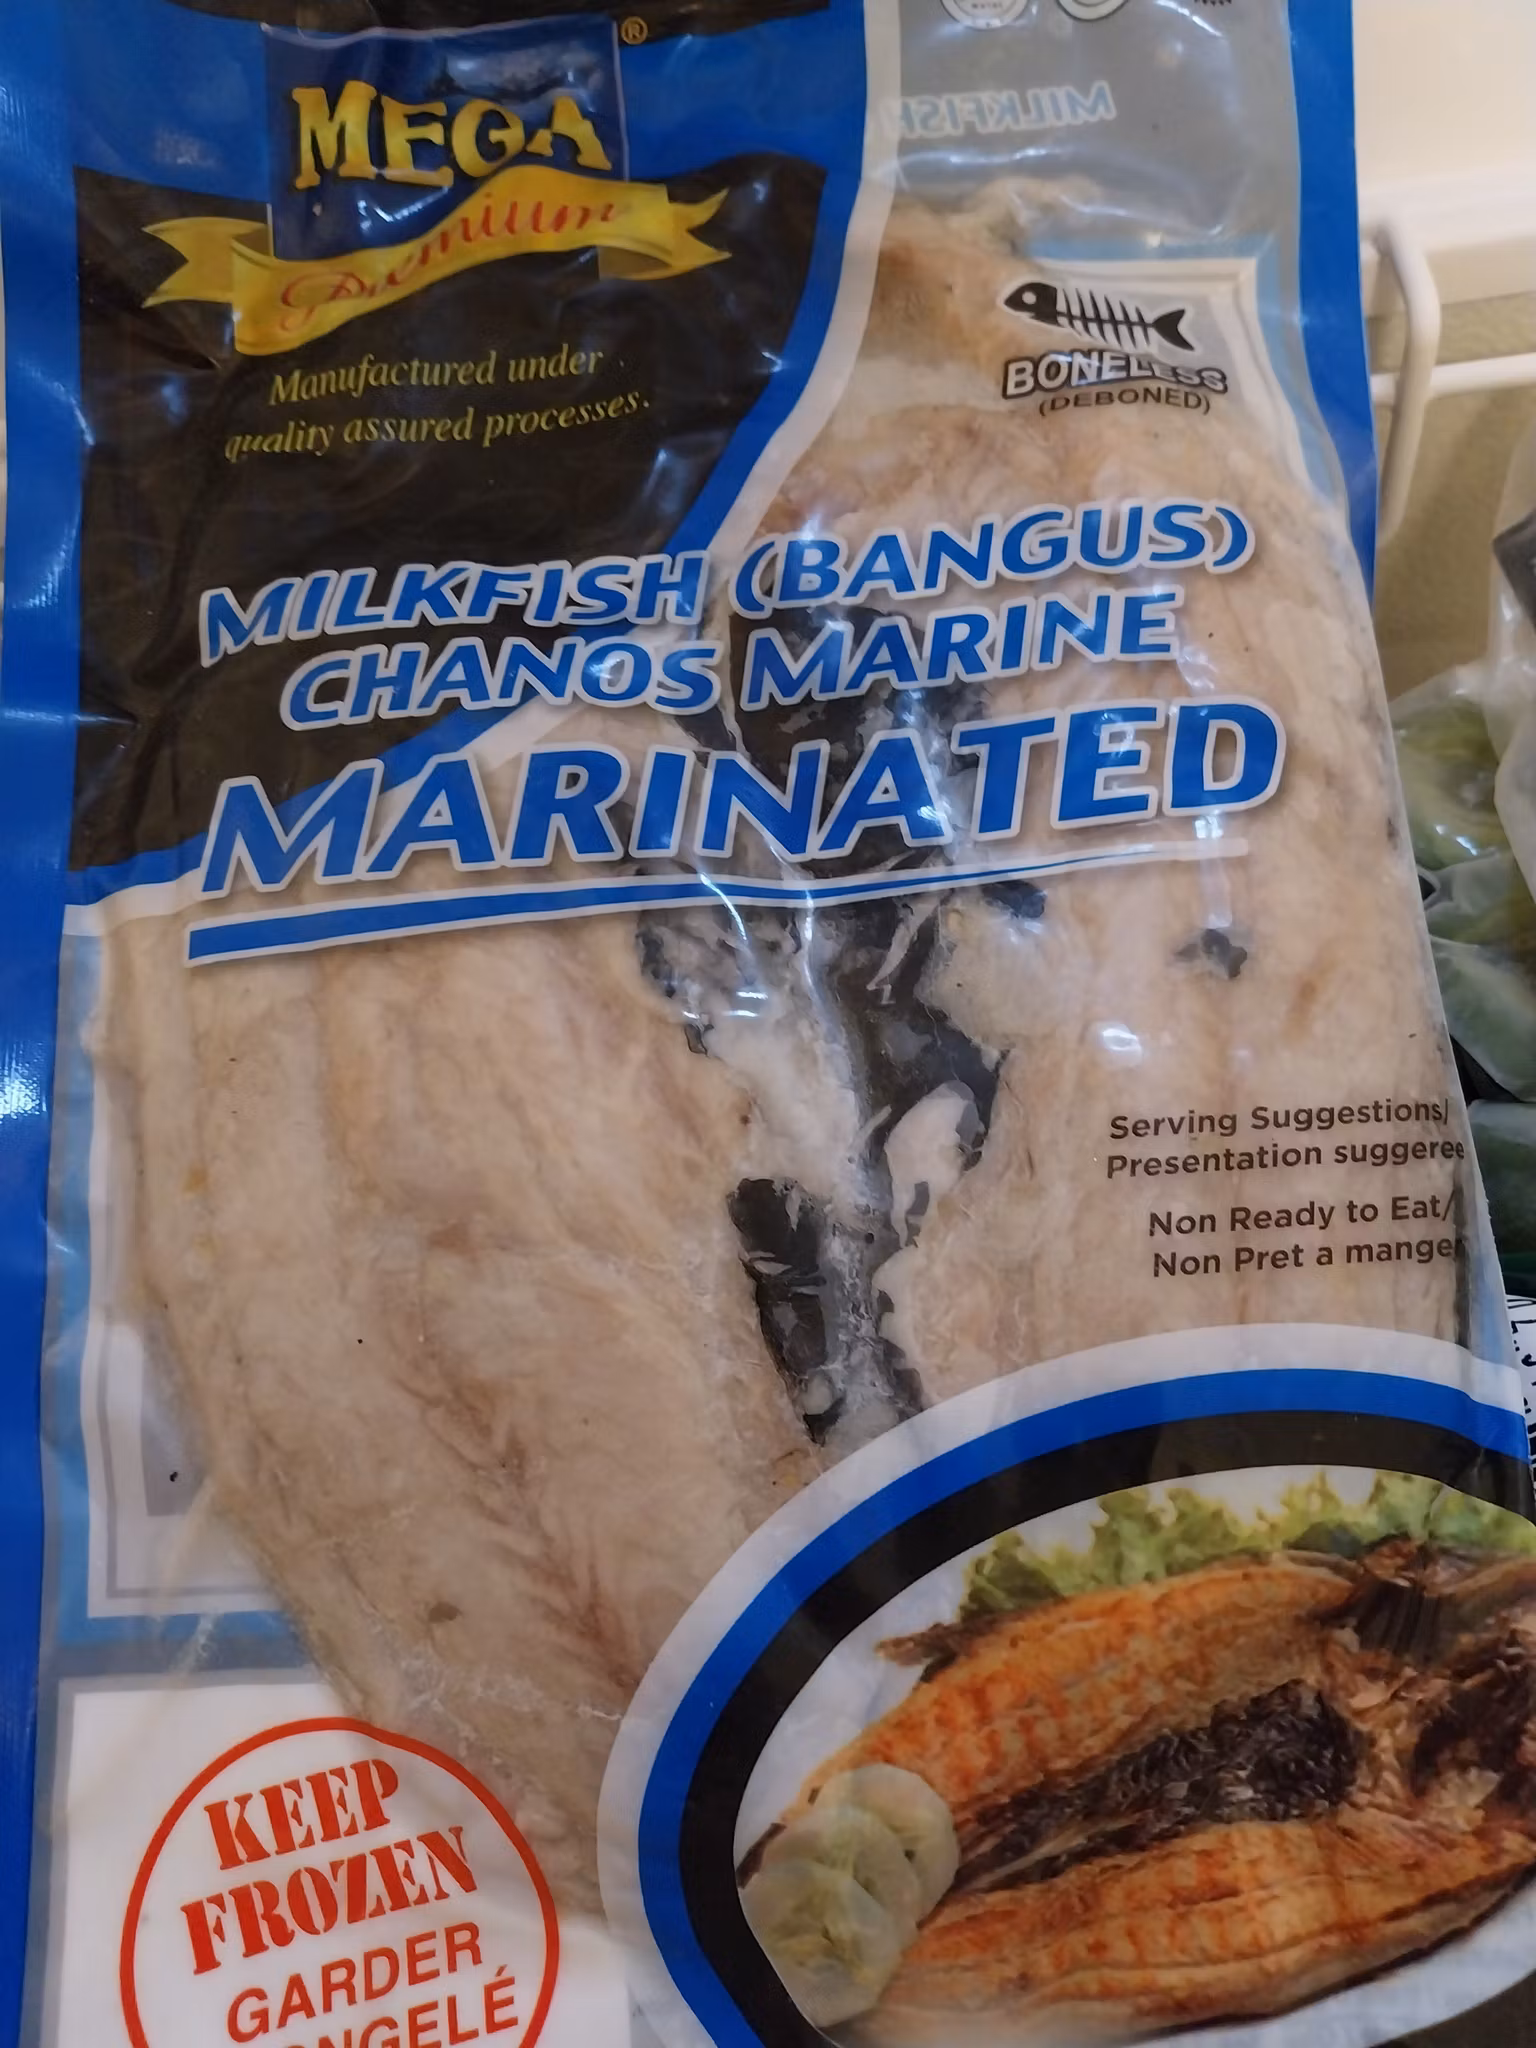 MEGA
®
Premium
Manufactured under
quality assured processes.
MILKFISH
BONELESS
(DEBONED)
MILKFISH (BANGUS)
CHANOS MARINE
MARINATED
Serving Suggestions/
Presentation suggeree
Non Ready to Eat/
Non Pret a manger
KEEP
FROZEN
GARDER
ONGELÉ